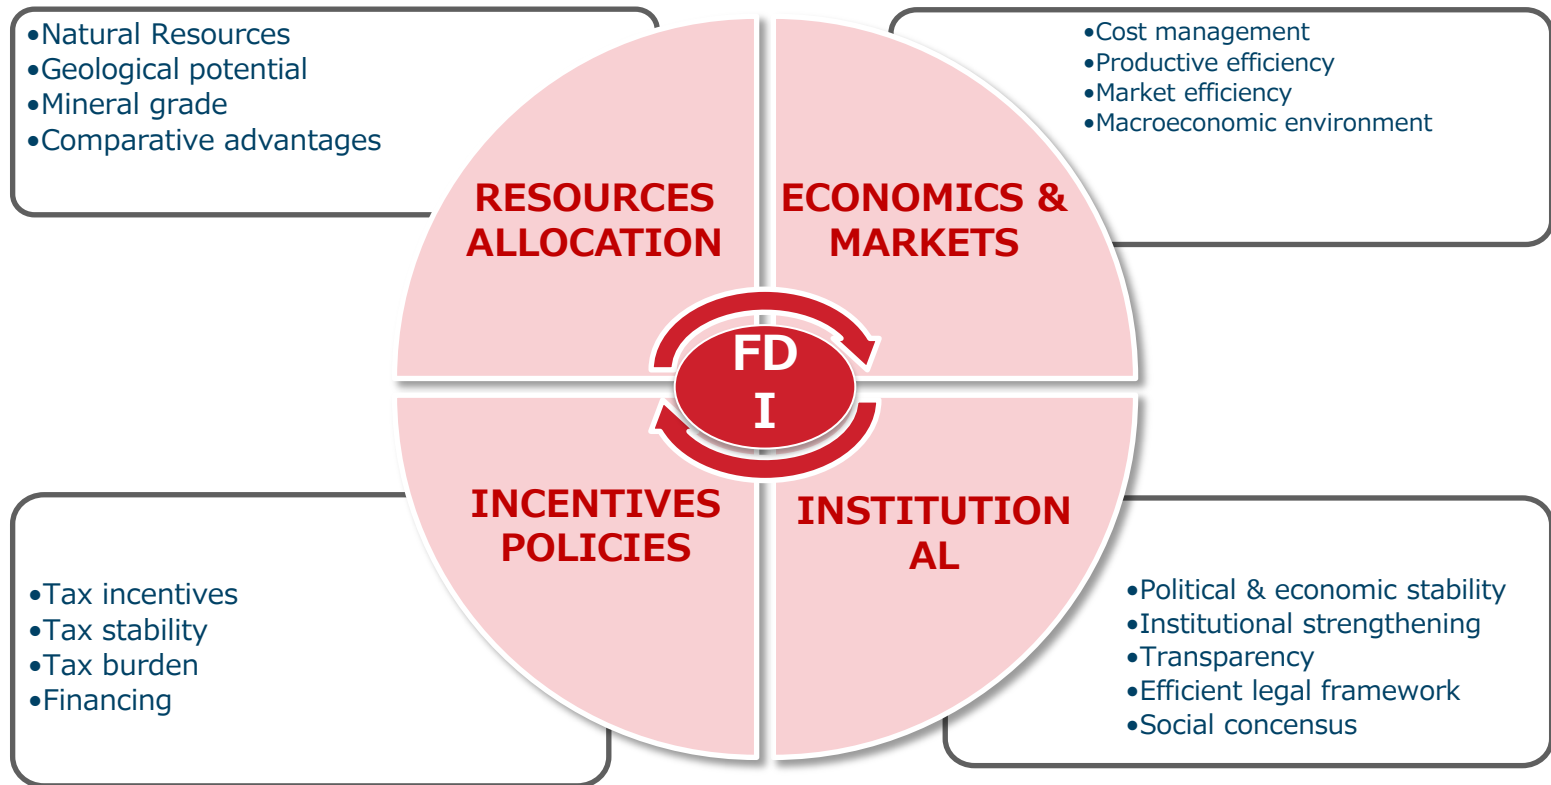 •Natural Resources
•Geological potential
•Mineral grade
•Comparative advantages
•Cost management
•Productive efficiency
•Market efficiency
•Macroeconomic environment
RESOURCES
ALLOCATION
ECONOMICS &
MARKETS
FD
I
INCENTIVES
POLICIES
INSTITUTION
AL
•Tax incentives
•Tax stability
•Tax burden
•Financing
•Political & economic stability
•Institutional strengthening
•Transparency
•Efficient legal framework
•Social concensus